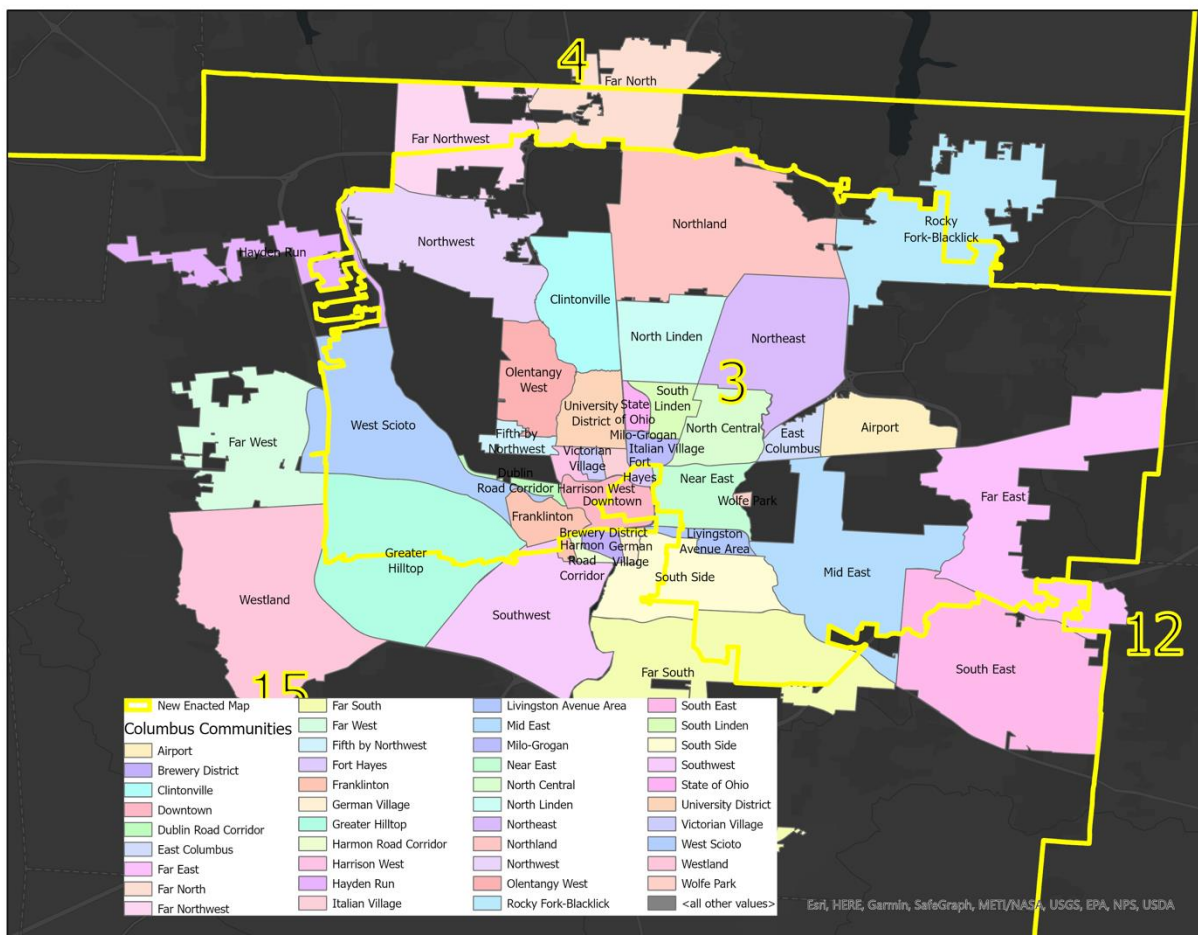 4
Far North
Far Northwest
Northland
Rocky
Fork-Blacklick
Northwest
Hayden Run
Clintonville
Northeast
North Linden
3
Olentangy
West
South
Linden
University
District
State
of Ohio
North Central
Far West
West Scioto
Fifth by
Northwest
Milo-Grogan
Italian Village
East
Columbus
Airport
Victorian
Village
Fort
Hayes
Near East
Dublin
Road Corridor
Harrison West
Downtown
Wolfe Park
Far East
Franklinton
Brewery District
Livingston
Avenue Area
Harmon
Road
Corridor
German
Village
Greater
Hilltop
South Side
Mid East
Westland
Southwest
12
South East
Far South
15
New Enacted Map
Columbus Communities
Airport
Brewery District
Clintonville
Downtown
Dublin Road Corridor
East Columbus
Far East
Far North
Far Northwest
Far South
Far West
Fifth by Northwest
Fort Hayes
Franklinton
German Village
Greater Hilltop
Harmon Road Corridor
Harrison West
Hayden Run
Italian Village
Livingston Avenue Area
Mid East
Milo-Grogan
Near East
North Central
North Linden
Northeast
Northland
Northwest
Olentangy West
Rocky Fork-Blacklick
South East
South Linden
South Side
Southwest
State of Ohio
University District
Victorian Village
West Scioto
Westland
Wolfe Park
<all other values>
Esri, HERE, Garmin, SafeGraph, METI/NASA, USGS, EPA, NPS, USDA